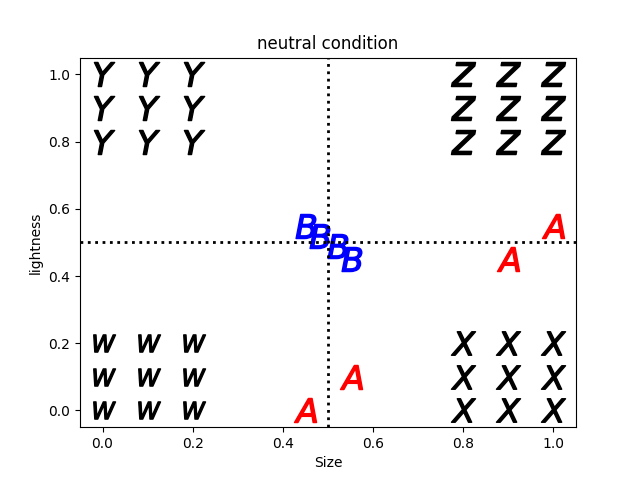 neutral condition
1.0 Y Y Y Z Z Z
Y Y Y Z Z Z
0.8 Y Y Y Z Z Z
0.6
B A
B
B
B A
0.4
lightness
0.2 W W W X X X
W W W A X X X
0.0 W W W A X X X
0.0 0.2 0.4 0.6 0.8 1.0
Size